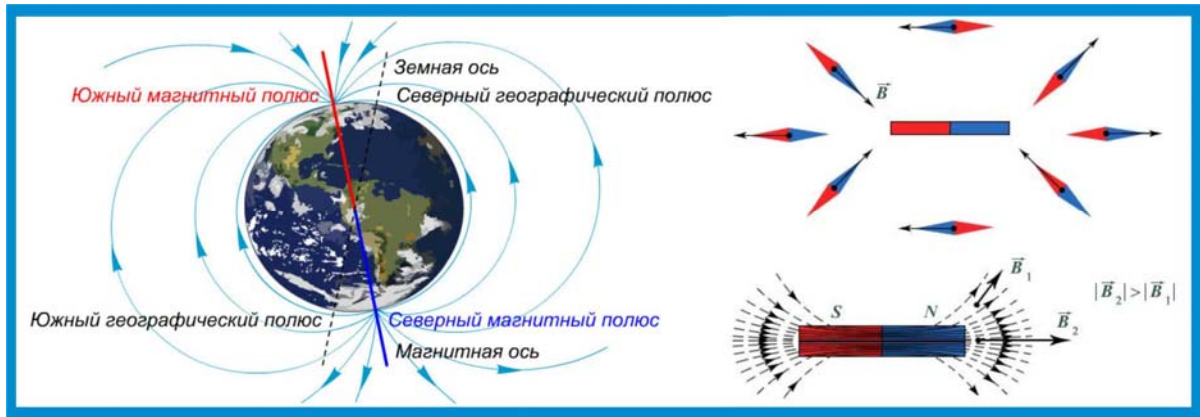 Земная ось
Южный магнитный полюс
Северный географический полюс
Южный географический полюс
Северный магнитный полюс
Магнитная ось
B
S
N
B₁
|B₂|>|B₁|
B₂